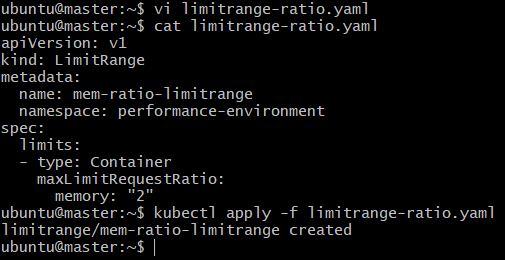 ubuntu@master:~$ vi limitrange-ratio.yaml
ubuntu@master:~$ cat limitrange-ratio.yaml
apiVersion: v1
kind: LimitRange
metadata:
  name: mem-ratio-limitrange
  namespace: performance-environment
spec:
  limits:
  - type: Container
    maxLimitRequestRatio:
      memory: "2"
ubuntu@master:~$ kubectl apply -f limitrange-ratio.yaml
limitrange/mem-ratio-limitrange created
ubuntu@master:~$